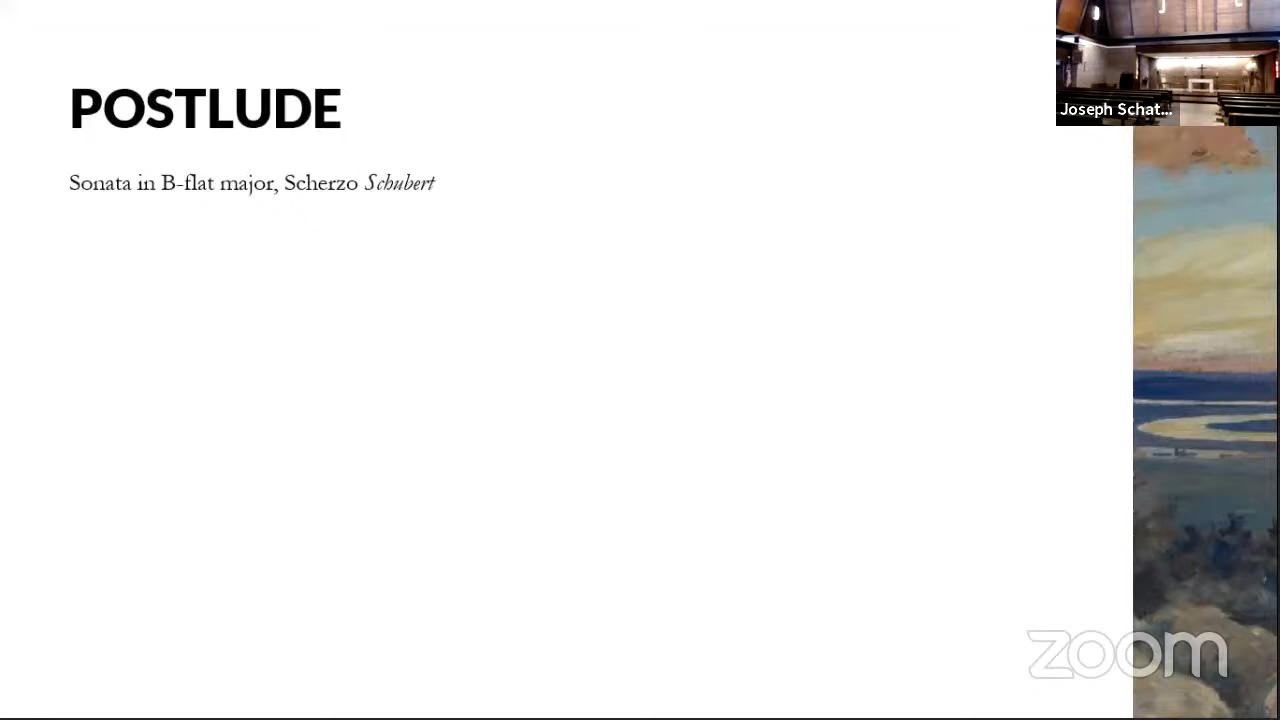 POSTLUDE
Sonata in B-flat major, Scherzo Schubert
Joseph Schat...
zoom